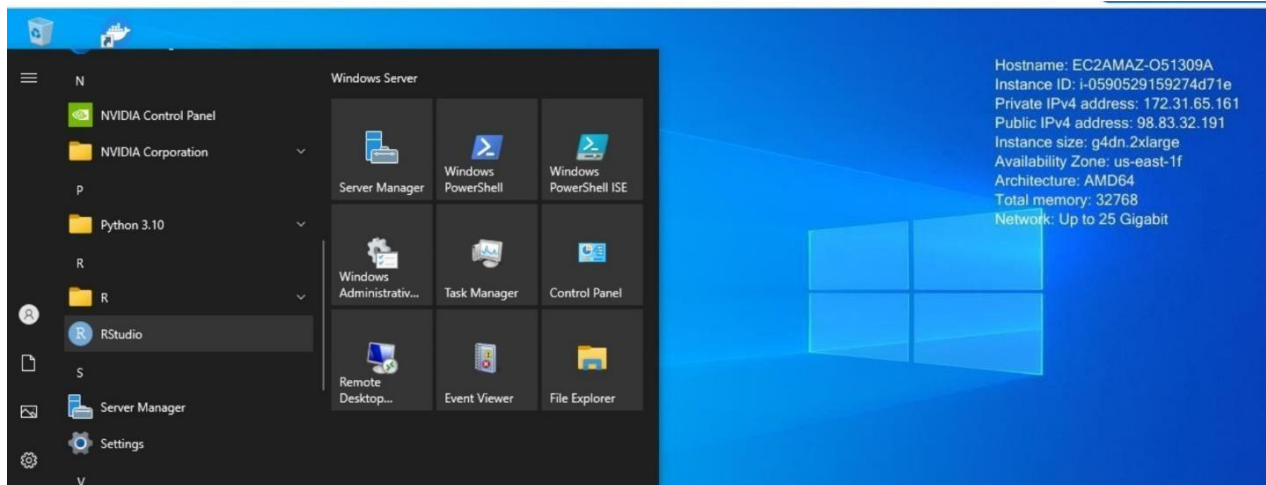 N
NVIDIA Control Panel
NVIDIA Corporation
P
Python 3.10
R
R
R
RStudio
S
Server Manager
Settings
V
Windows Server
Server Manager
Windows
PowerShell
Windows
PowerShell ISE
Windows
Administrativ...
Task Manager
Control Panel
Remote
Desktop...
Event Viewer
File Explorer
Hostname: EC2AMAZ-O51309A
Instance ID: i-0590529159274d71e
Private IPv4 address: 172.31.65.161
Public IPv4 address: 98.83.32.191
Instance size: g4dn.2xlarge
Availability Zone: us-east-1f
Architecture: AMD64
Total memory: 32768
Network: Up to 25 Gigabit